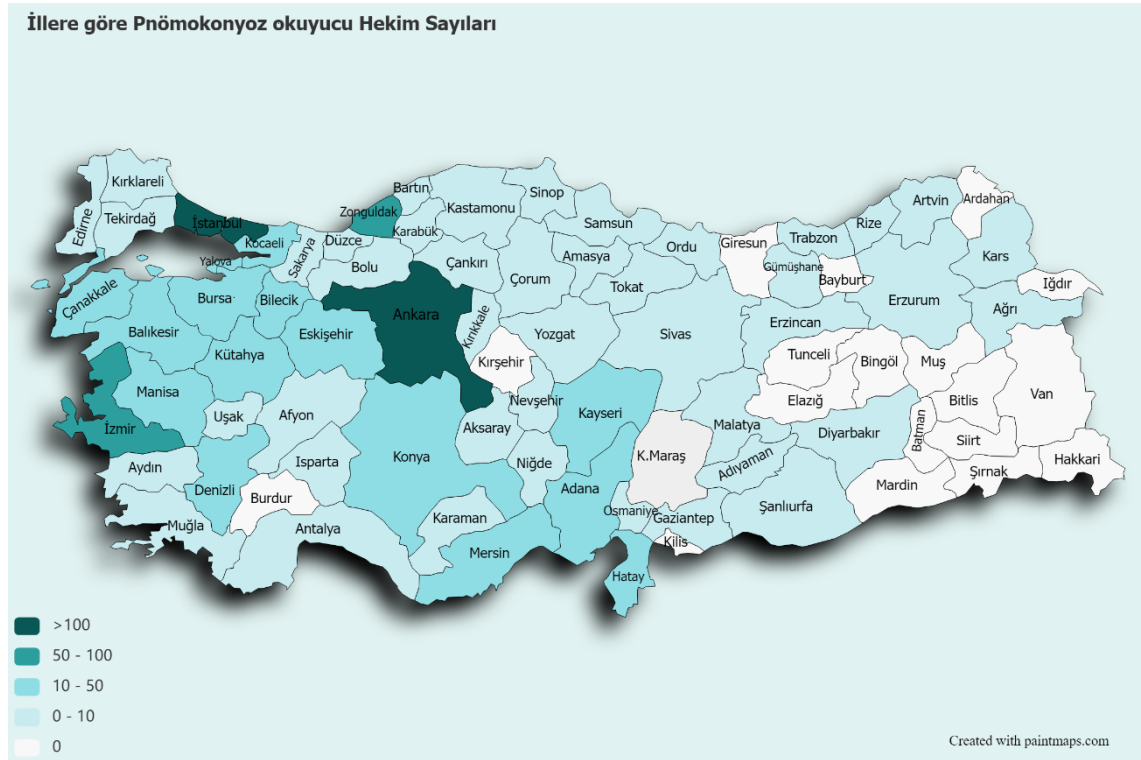 İllere göre Pnömokonyoz okuyucu Hekim Sayıları
Kırklareli
Edirne
Tekirdağ
İstanbul
Kocaeli
Yalova
Sakarya
Düzce
Bolu
Zonguldak
Bartın
Karabük
Kastamonu
Sinop
Çankırı
Samsun
Çorum
Amasya
Tokat
Ordu
Giresun
Gümüşhane
Trabzon
Bayburt
Rize
Artvin
Ardahan
Kars
Iğdır
Ağrı
Erzurum
Erzincan
Çanakkale
Bursa
Bilecik
Balıkesir
Kütahya
Eskişehir
Ankara
Kırıkkale
Kırşehir
Yozgat
Sivas
Tunceli
Bingöl
Muş
Elazığ
Bitlis
Van
Manisa
Uşak
Afyon
İzmir
Nevşehir
Aksaray
Kayseri
Malatya
Diyarbakır
Batman
Siirt
Şırnak
Hakkari
Mardin
Aydın
Denizli
Isparta
Burdur
Konya
Niğde
Adana
K.Maraş
Adıyaman
Şanlıurfa
Osmaniye
Gaziantep
Kilis
Muğla
Antalya
Karaman
Mersin
Hatay
>100
50 - 100
10 - 50
0 - 10
0
Created with paintmaps.com